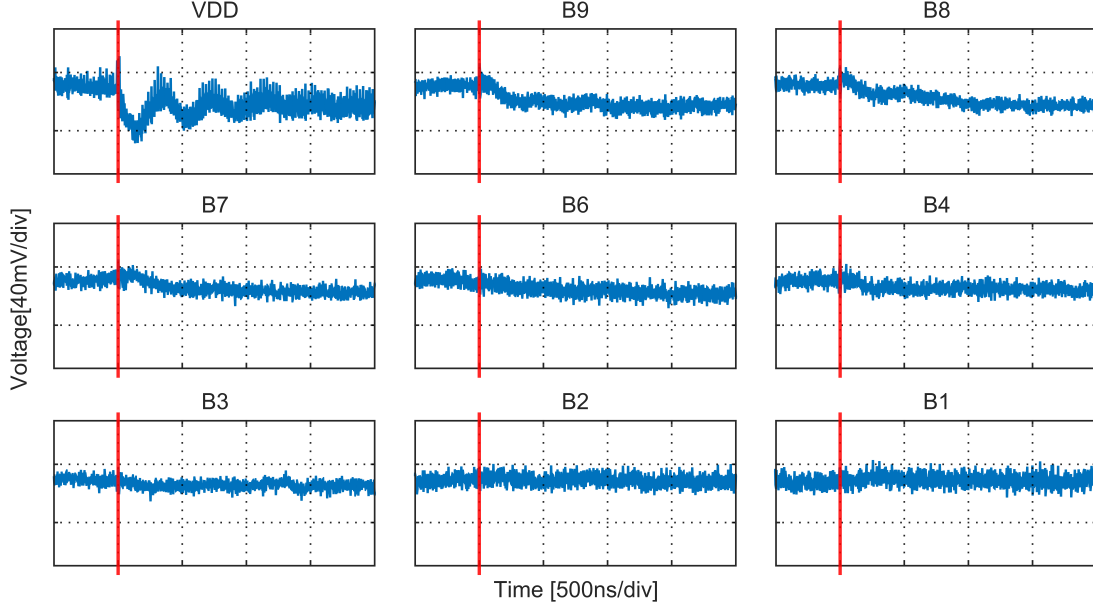 VDD
B9
B8
B7
B6
B4
B3
B2
B1
Voltage[40mV/div]
Time [500ns/div]